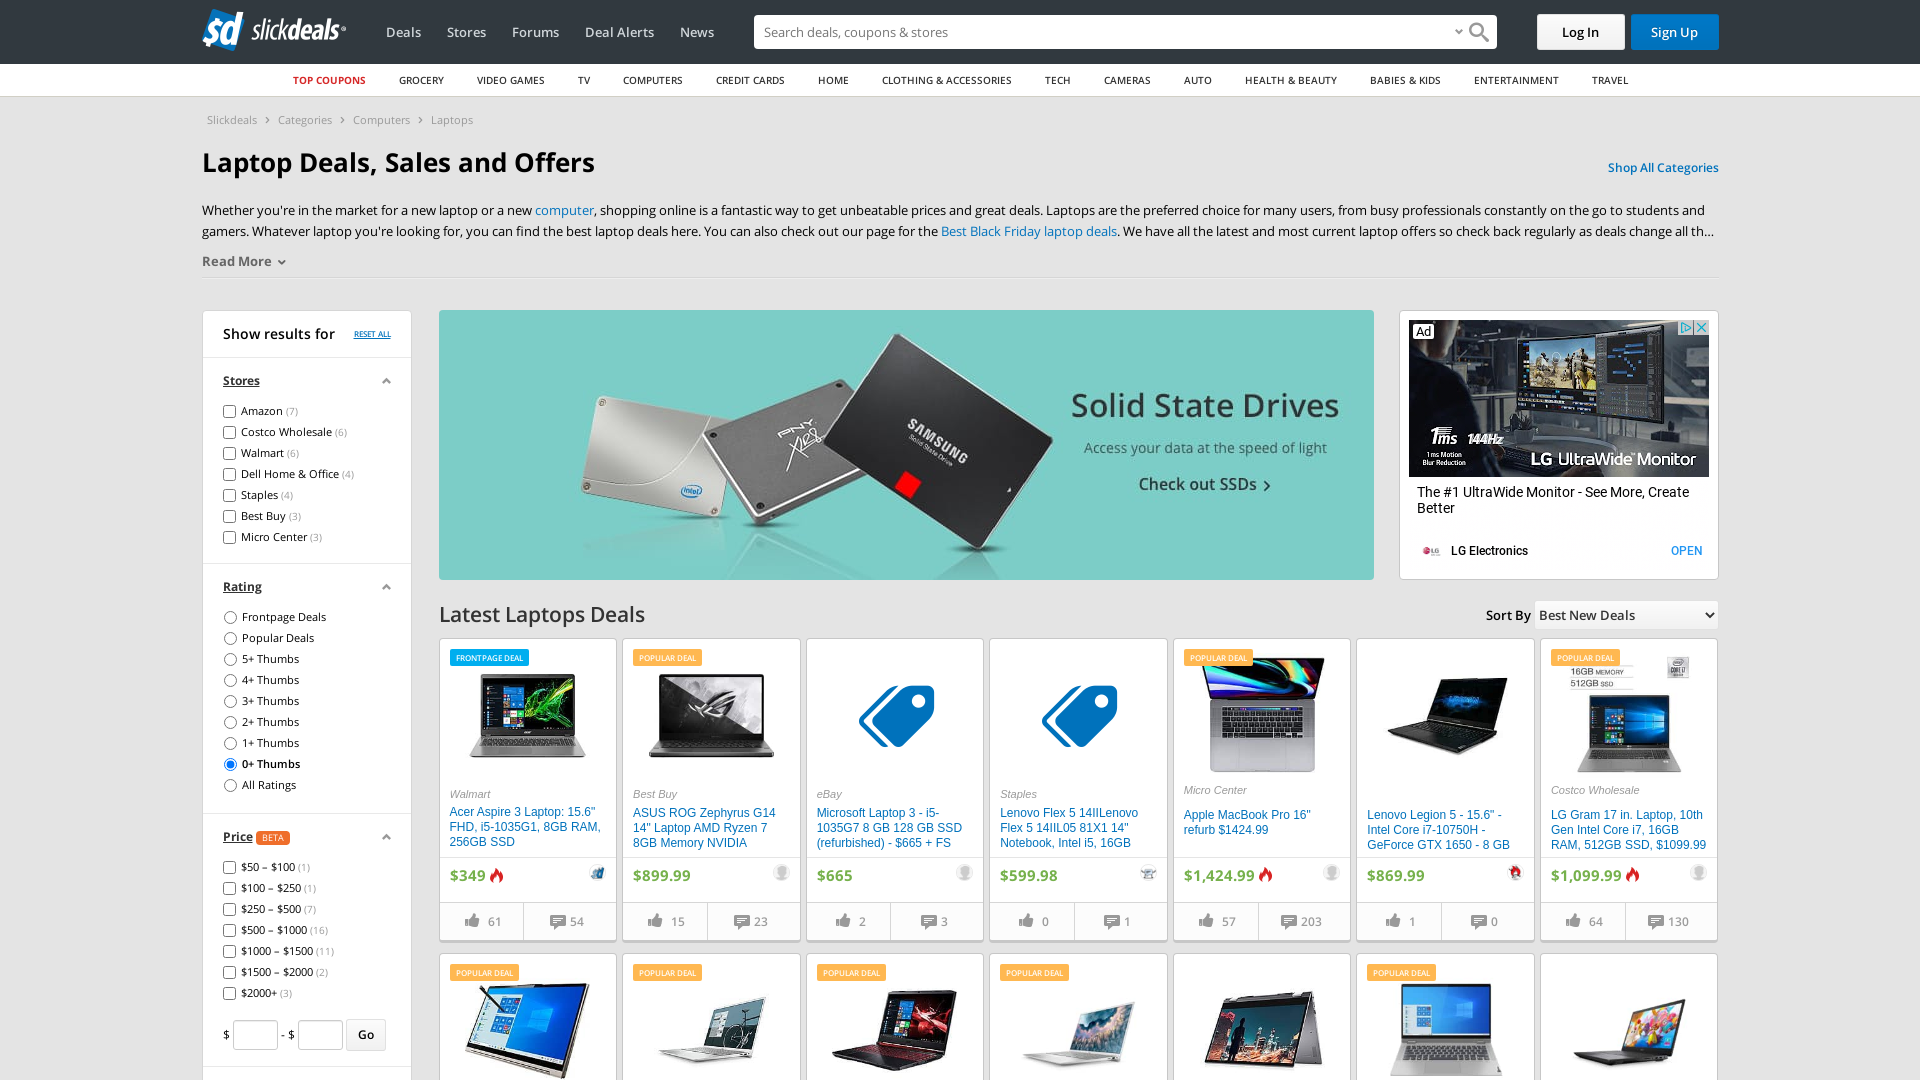 slickdeals
Deals
Stores
Forums
Deal Alerts
News
Search deals, coupons & stores
Log In
Sign Up
TOP COUPONS
GROCERY
VIDEO GAMES
TV
COMPUTERS
CREDIT CARDS
HOME
CLOTHING & ACCESSORIES
TECH
CAMERAS
AUTO
HEALTH & BEAUTY
BABIES & KIDS
ENTERTAINMENT
TRAVEL
Slickdeals
Categories
Computers
Laptops
Laptop Deals, Sales and Offers
Shop All Categories
Whether you're in the market for a new laptop or a new computer, shopping online is a fantastic way to get unbeatable prices and great deals. Laptops are the preferred choice for many users, from busy professionals constantly on the go to students and
gamers. Whatever laptop you're looking for, you can find the best laptop deals here. You can also check out our page for the Best Black Friday laptop deals. We have all the latest and most current laptop offers so check back regularly as deals change all th...
Read More
Show results for
RESET ALL
Stores
Amazon (7)
Costco Wholesale (6)
Walmart (6)
Dell Home & Office (4)
Staples (4)
Best Buy (3)
Micro Center (3)
Rating
Frontpage Deals
Popular Deals
5+ Thumbs
4+ Thumbs
3+ Thumbs
2+ Thumbs
1+ Thumbs
0+ Thumbs
All Ratings
Price BETA
$50 – $100 (1)
$100 – $250 (1)
$250 – $500 (7)
$500 – $1000 (16)
$1000 – $1500 (11)
$1500 – $2000 (2)
$2000+ (3)
$ - $ Go
intel
PNY
XLR8
SAMSUNG
Solid State Drive
Solid State Drives
Access your data at the speed of light
Check out SSDs
Ad
1ms 144Hz
1ms Motion
Blur Reduction
LG UltraWide Monitor
The #1 UltraWide Monitor - See More, Create
Better
LG Electronics
OPEN
Latest Laptops Deals
Sort By Best New Deals
FRONTPAGE DEAL
Walmart
Acer Aspire 3 Laptop: 15.6"
FHD, i5-1035G1, 8GB RAM,
256GB SSD
$349
61
54
POPULAR DEAL
Best Buy
ASUS ROG Zephyrus G14
14" Laptop AMD Ryzen 7
8GB Memory NVIDIA
$899.99
15
23
eBay
Microsoft Laptop 3 - i5-
1035G7 8 GB 128 GB SSD
(refurbished) - $665 + FS
$665
2
3
Staples
Lenovo Flex 5 14IILenovo
Flex 5 14IIL05 81X1 14"
Notebook, Intel i5, 16GB
$599.98
0
1
POPULAR DEAL
Micro Center
Apple MacBook Pro 16"
refurb $1424.99
$1,424.99
57
203
Lenovo Legion 5 - 15.6" -
Intel Core i7-10750H -
GeForce GTX 1650 - 8 GB
$869.99
1
0
POPULAR DEAL
16GB MEMORY
512GB SSD
Costco Wholesale
LG Gram 17 in. Laptop, 10th
Gen Intel Core i7, 16GB
RAM, 512GB SSD, $1099.99
$1,099.99
64
130
POPULAR DEAL
POPULAR DEAL
POPULAR DEAL
POPULAR DEAL
POPULAR DEAL